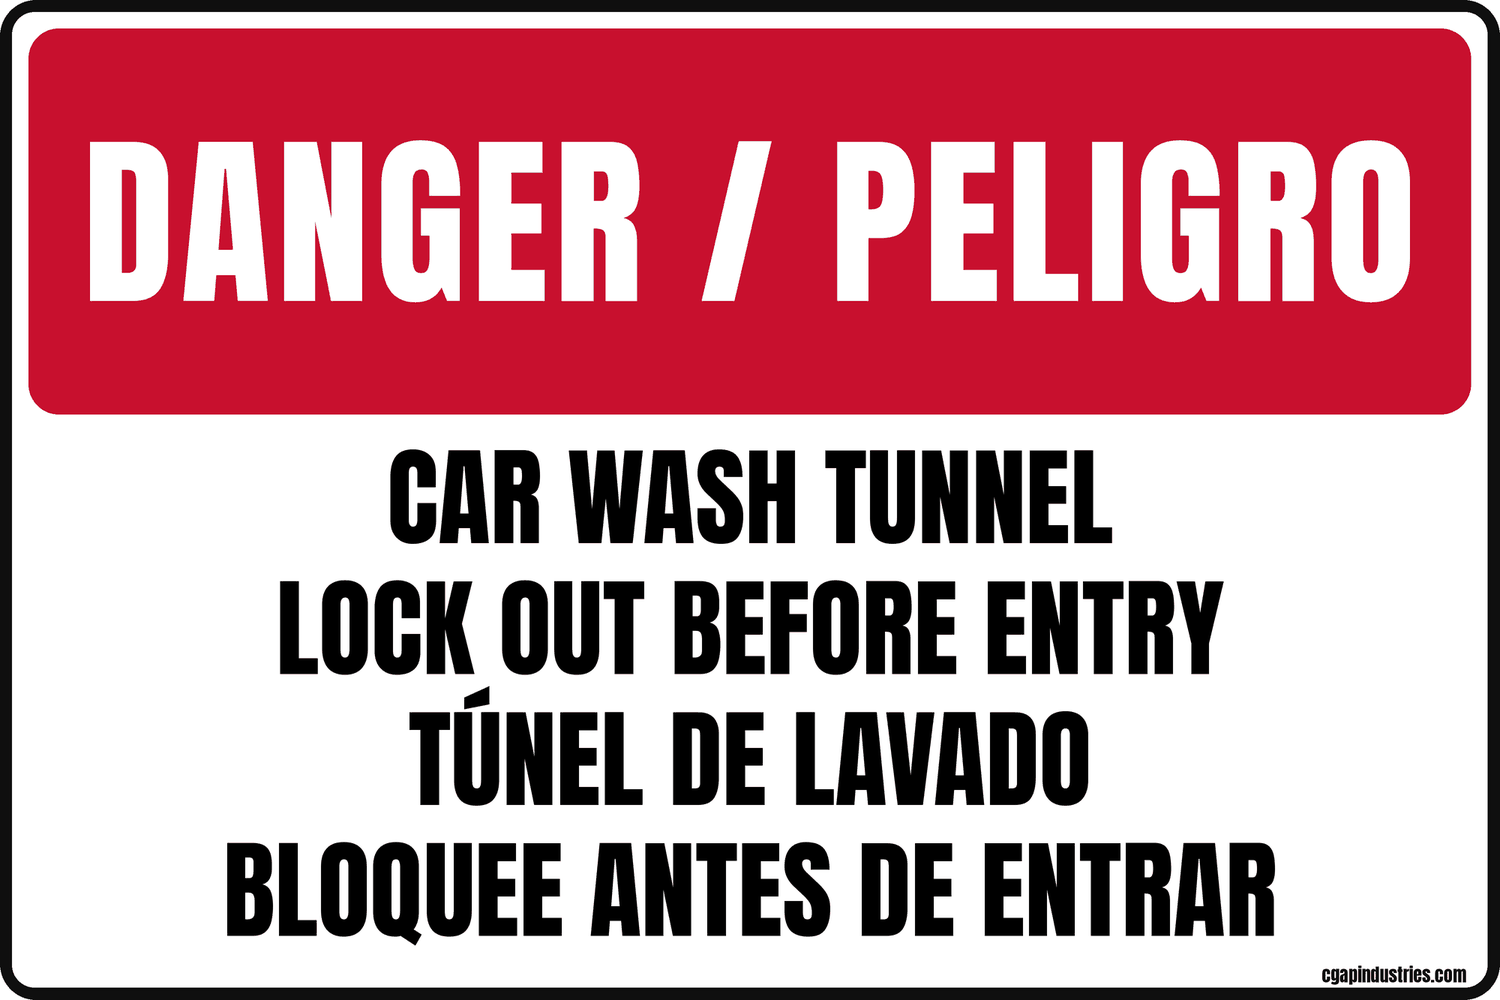 DANGER / PELIGRO
CAR WASH TUNNEL
LOCK OUT BEFORE ENTRY
TÚNEL DE LAVADO
BLOQUEE ANTES DE ENTRAR
cgapindustries.com